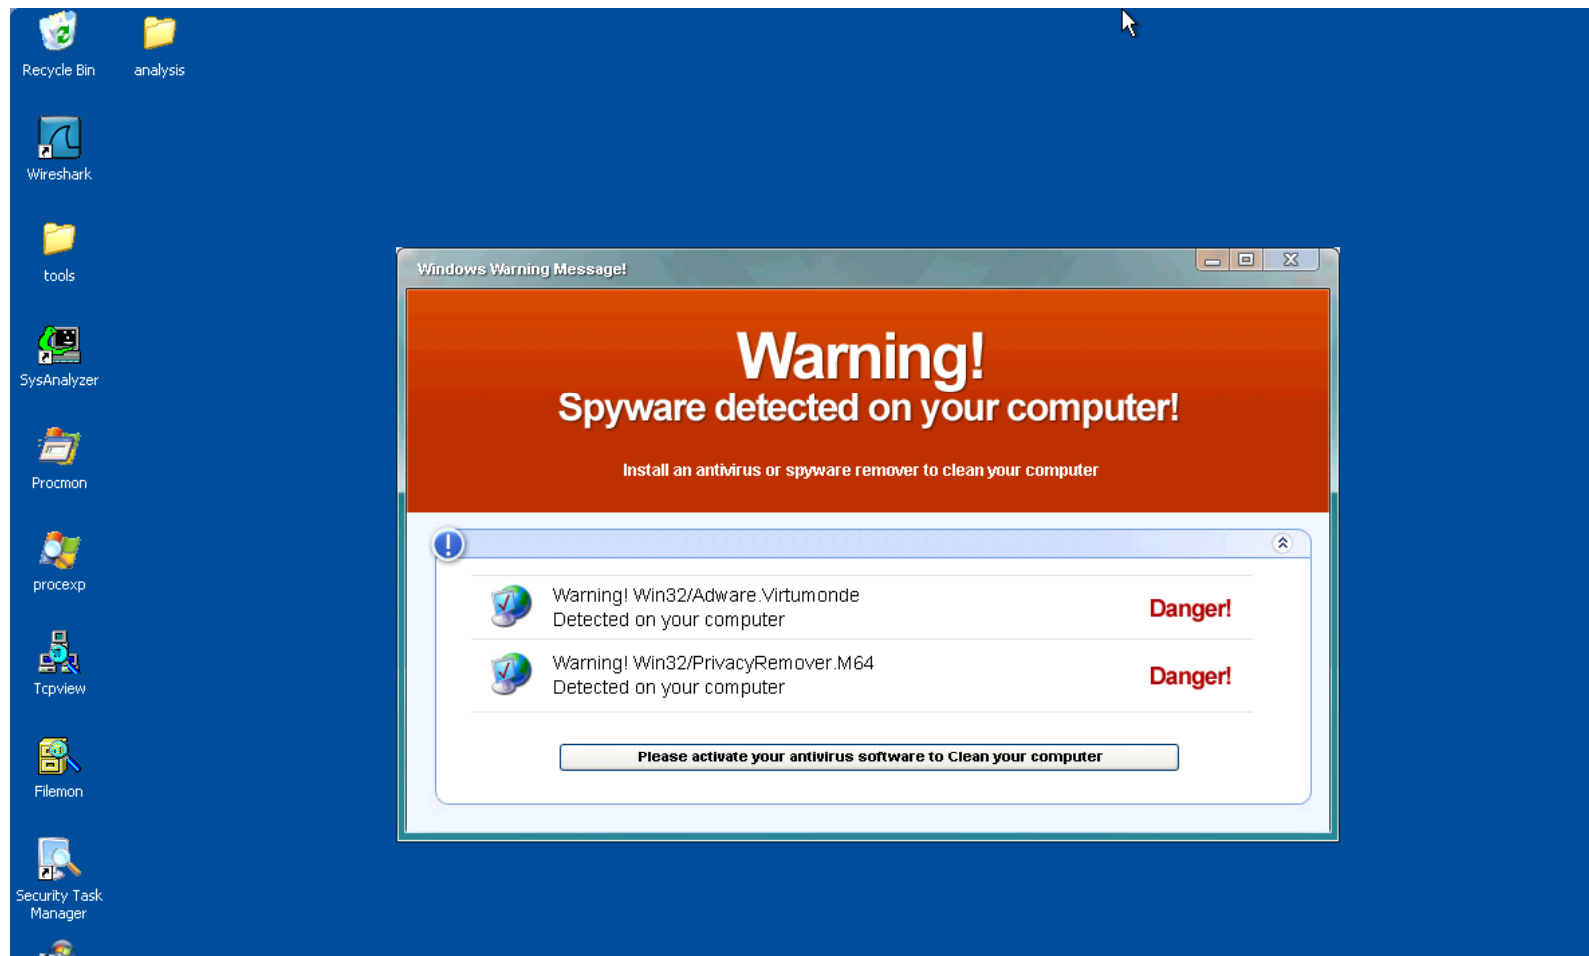 Recycle Bin
analysis
Wireshark
tools
SysAnalyzer
Procmon
procexp
Tcpview
Filemon
Security Task
Manager
Windows Warning Message!
Warning!
Spyware detected on your computer!
Install an antivirus or spyware remover to clean your computer
Warning! Win32/Adware.Virtumonde
Detected on your computer
Danger!
Warning! Win32/PrivacyRemover.M64
Detected on your computer
Danger!
Please activate your antivirus software to Clean your computer